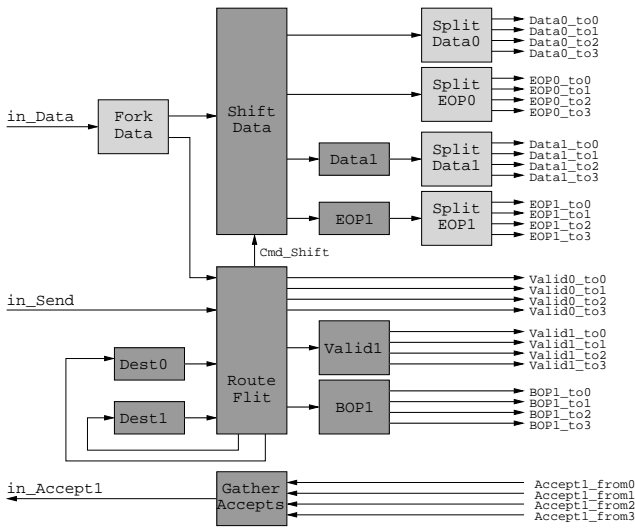 Split
Data0
Data0_to0
Data0_to1
Data0_to2
Data0_to3
Split
EOP0
EOP0_to0
EOP0_to1
EOP0_to2
EOP0_to3
in_Data
Fork
Data
Shift
Data
Data1
Split
Data1
Data1_to0
Data1_to1
Data1_to2
Data1_to3
EOP1
Split
EOP1
EOP1_to0
EOP1_to1
EOP1_to2
EOP1_to3
Cmd_Shift
in_Send
Valid0_to0
Valid0_to1
Valid0_to2
Valid0_to3
Dest0
Dest1
Route
Flit
Valid1
Valid1_to0
Valid1_to1
Valid1_to2
Valid1_to3
BOP1
BOP1_to0
BOP1_to1
BOP1_to2
BOP1_to3
in_Accept1
Gather
Accepts
Accept1_from0
Accept1_from1
Accept1_from2
Accept1_from3